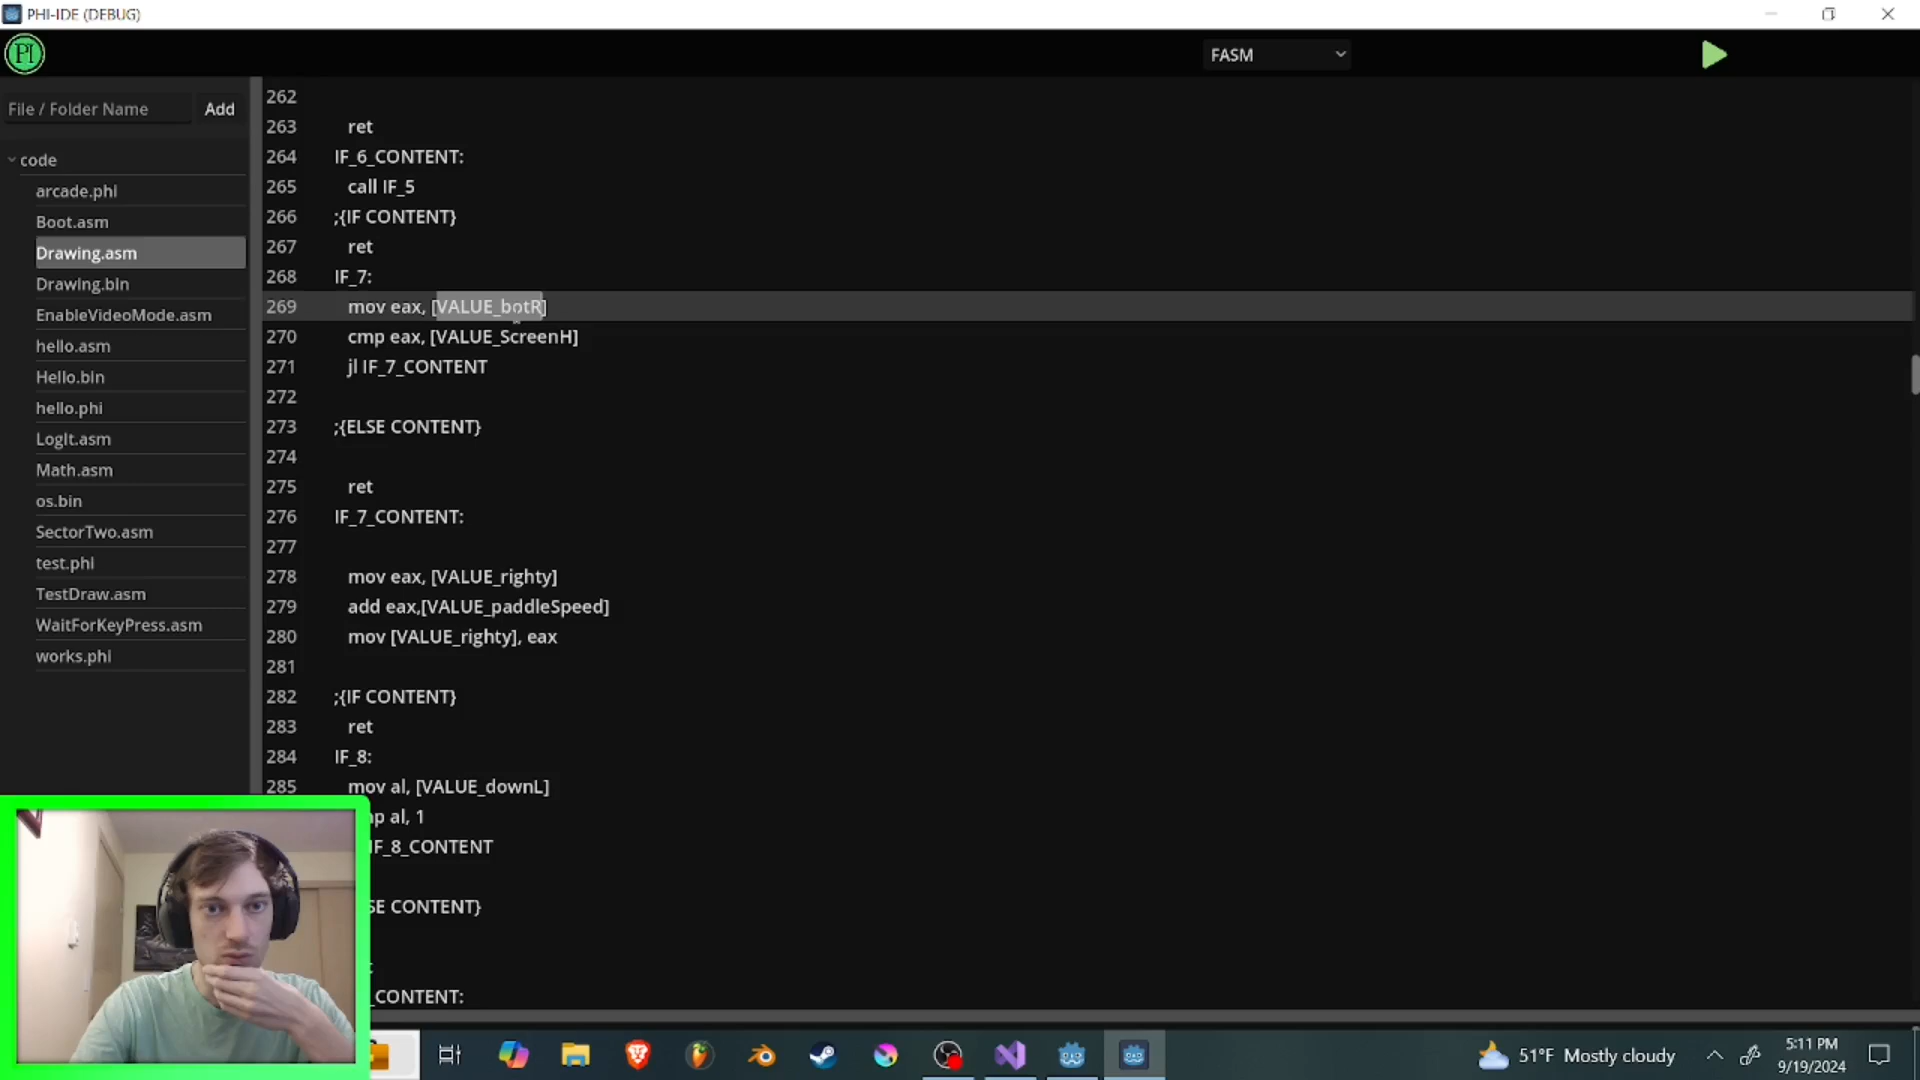 PHI-IDE (DEBUG)
PI
FASM
File / Folder Name
Add
code
arcade.phi
Boot.asm
Drawing.asm
Drawing.bin
EnableVideoMode.asm
hello.asm
Hello.bin
hello.phi
LogIt.asm
Math.asm
os.bin
SectorTwo.asm
test.phi
TestDraw.asm
WaitForKeyPress.asm
works.phi
262
263 ret
264 IF_6_CONTENT:
265 call IF_5
266 ;{IF CONTENT}
267 ret
268 IF_7:
269 mov eax, [VALUE_botR]
270 cmp eax, [VALUE_ScreenH]
271 jl IF_7_CONTENT
272
273 ;{ELSE CONTENT}
274
275 ret
276 IF_7_CONTENT:
277
278 mov eax, [VALUE_righty]
279 add eax,[VALUE_paddleSpeed]
280 mov [VALUE_righty], eax
281
282 ;{IF CONTENT}
283 ret
284 IF_8:
285 mov al, [VALUE_downL]
al, 1
IF_8_CONTENT
CONTENT}
_CONTENT:
51°F Mostly cloudy
5:11 PM
9/19/2024